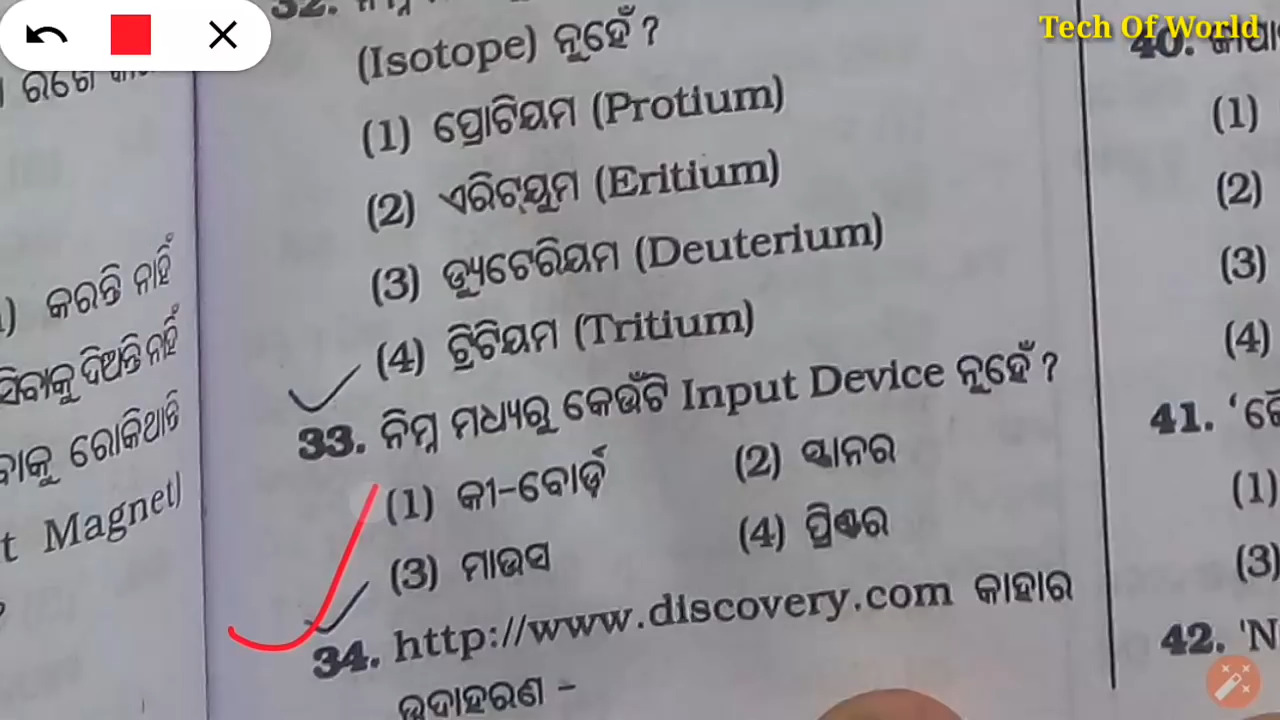 Tech Of World
32.
(Isotope) ନୁହେଁ ?
(1) ପ୍ରୋଟିୟମ (Protium)
(2) ଏରିଟ୍ୟୁମ (Eritium)
(3) ଡ୍ୟୁଟେରିୟମ (Deuterium)
(4) ଟ୍ରିଟିୟମ (Tritium)
33. ନିମ୍ନ ମଧ୍ୟରୁ କେଉଁଟି Input Device ନୁହେଁ ?
(1) କୀ-ବୋର୍ଡ଼ (2) ସ୍କାନର
(3) ମାଉସ (4) ପ୍ରିଣ୍ଟର
34. http://www.discovery.com କାହାର
ଉଦାହରଣ -
କରନ୍ତି ନାହିଁ
ସିବାକୁ ଦିଅନ୍ତି ନାହିଁ
ବାକୁ ରୋକିଥାନ୍ତି
t Magnet)
40.
(1)
(2)
(3)
(4)
41.
(1)
(3)
42. 'N